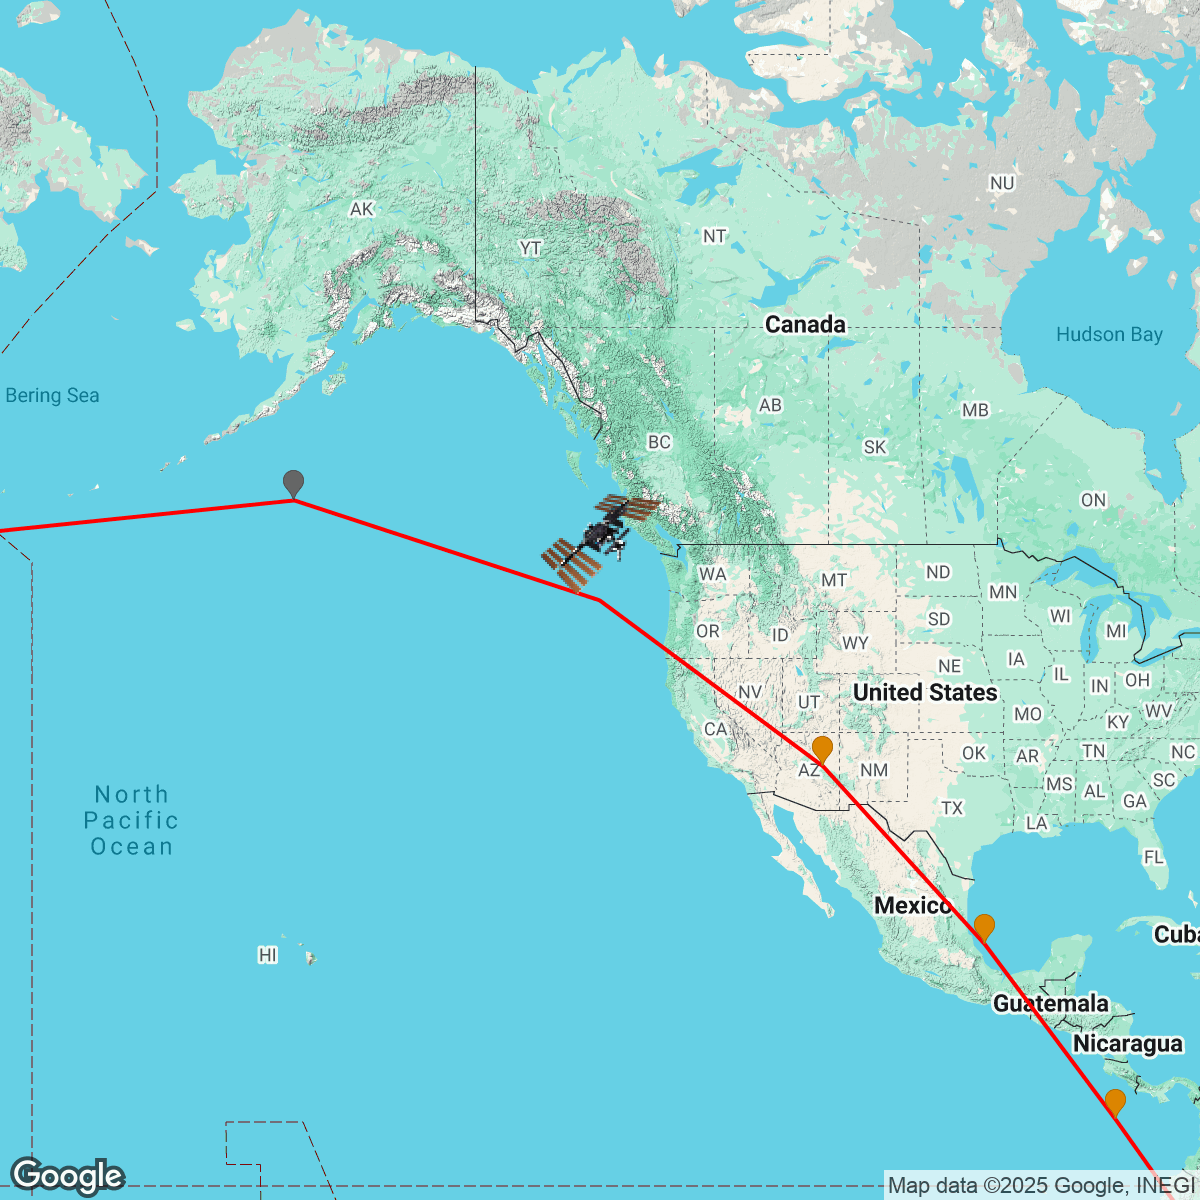 NU
AK
NT
YT
Canada
Hudson Bay
Bering Sea
AB
MB
BC
SK
ON
WA
MT
ND
MN
OR
ID
WY
SD
WI
MI
NE
IA
IL
IN
OH
NV
UT
United States
MO
KY
WV
CA
AZ
NM
OK
AR
TN
NC
MS
AL
SC
GA
TX
LA
FL
North
Pacific
Ocean
Mexico
Cuba
HI
Guatemala
Nicaragua
Google
Map data ©2025 Google, INEGI